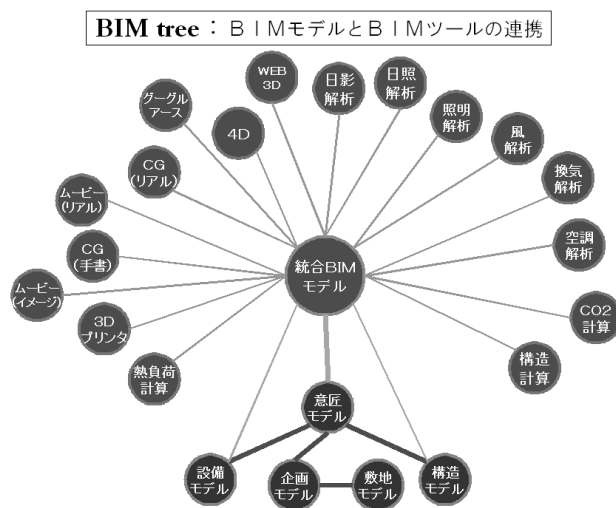 BIM tree：ＢＩＭモデルとＢＩＭツールの連携
WEB
3D
日影
解析
日照
解析
照明
解析
風
解析
換気
解析
空調
解析
CO2
計算
構造
計算
グーグル
アース
4D
CG
(リアル)
ムービー
(リアル)
CG
(手書)
ムービー
(イメージ)
3D
プリンタ
熱負荷
計算
統合BIM
モデル
意匠
モデル
設備
モデル
企画
モデル
敷地
モデル
構造
モデル